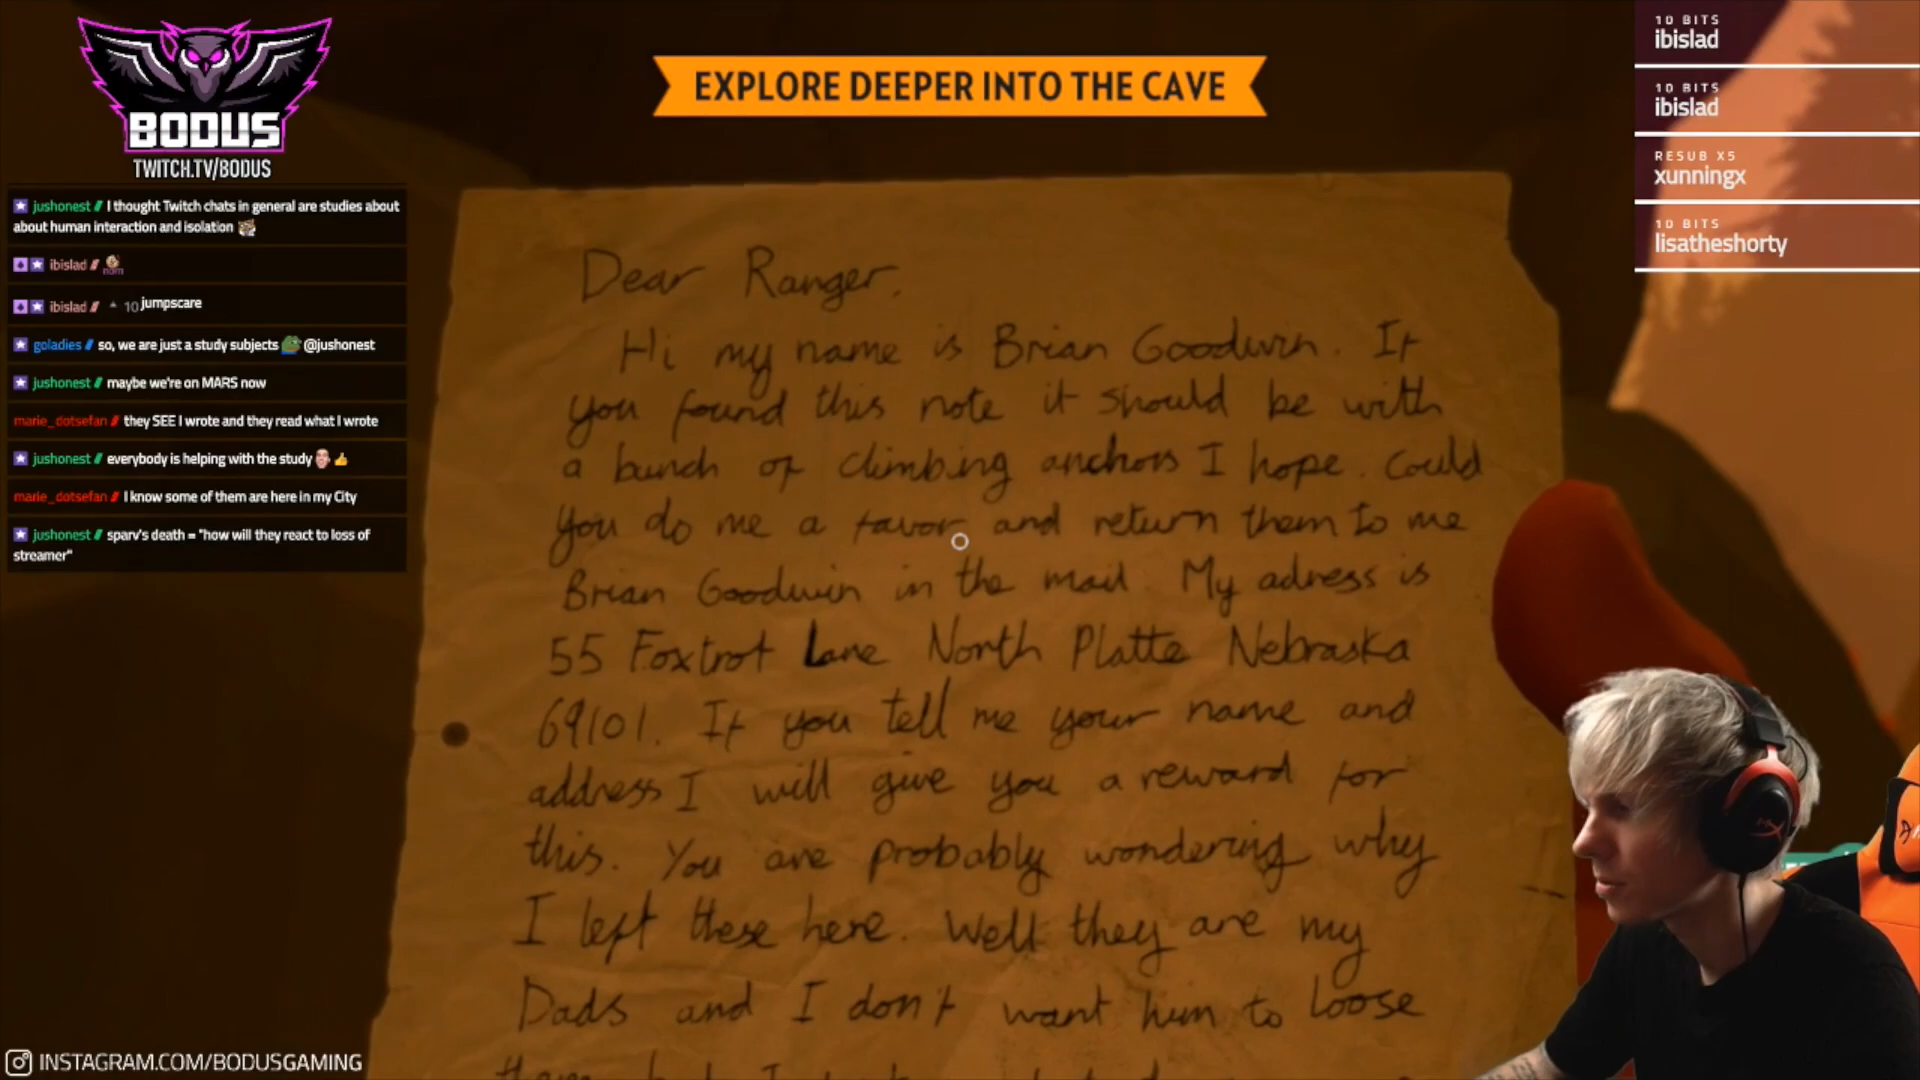 BODUS
TWITCH.TV/BODUS
jushonest // I thought Twitch chats in general are studies about
about human interaction and isolation
ibislad //
ibislad // 10 jumpscare
goladies // so, we are just a study subjects @jushonest
jushonest // maybe we're on MARS now
marie_dotsefan // they SEE I wrote and they read what I wrote
jushonest // everybody is helping with the study
marie_dotsefan // I know some of them are here in my City
jushonest // sparv's death = "how will they react to loss of
streamer"
INSTAGRAM.COM/BODUSGAMING
EXPLORE DEEPER INTO THE CAVE
Dear Ranger,
Hi my name is Brian Goodwin. If
you found this note it should be with
a bunch of climbing anchors I hope. Could
you do me a favor and return them to me
Brian Goodwin in the mail. My adress is
55 Foxtrot Lane North Platte Nebraska
69101. If you tell me your name and
address I will give you a reward for
this. You are probably wondering why
I left these here. Well they are my
Dads and I don't want him to loose
10 BITS
ibislad
10 BITS
ibislad
RESUB X5
xunningx
10 BITS
lisatheshorty